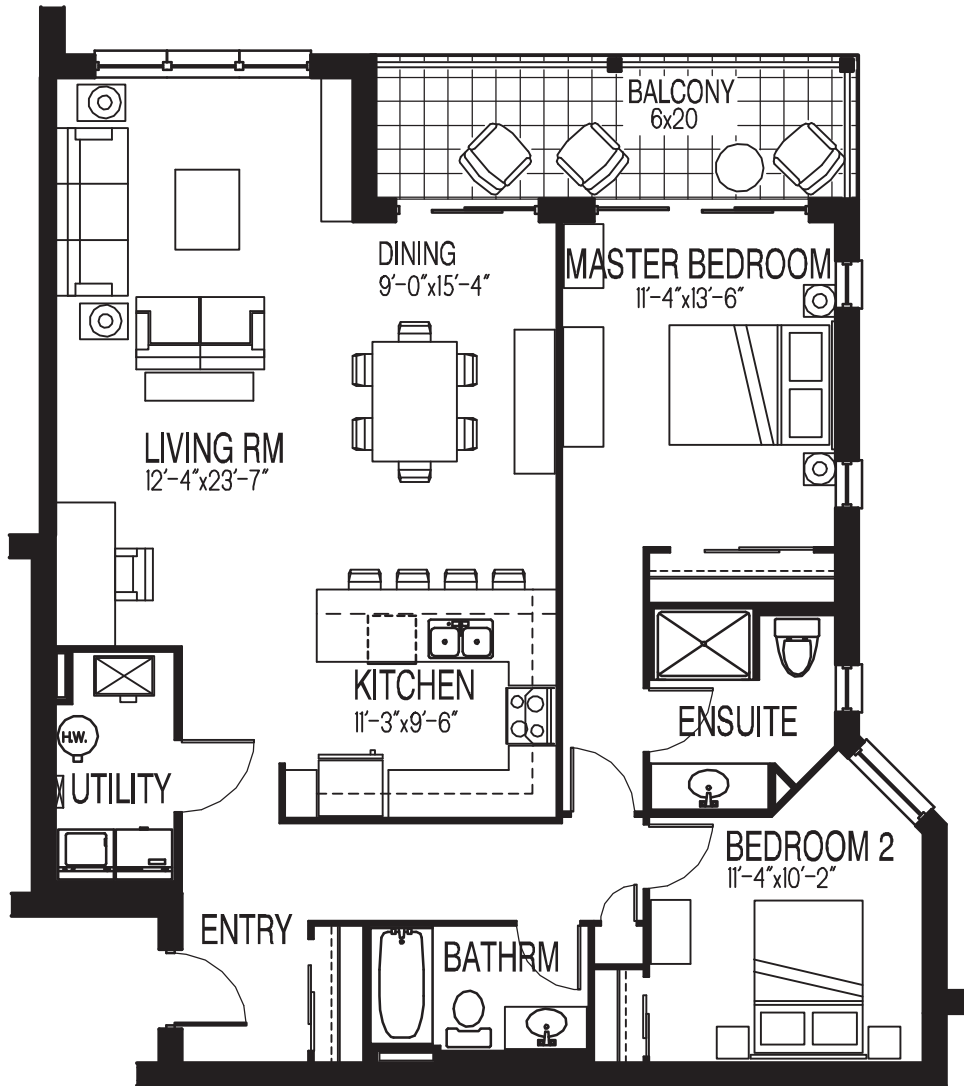 BALCONY
6x20
DINING
9'-0"x15'-4"
MASTER BEDROOM
11'-4"x13'-6"
LIVING RM
12'-4"x23'-7"
KITCHEN
11'-3"x9'-6"
ENSUITE
H.W.
UTILITY
BEDROOM 2
11'-4"x10'-2"
ENTRY
BATHRM